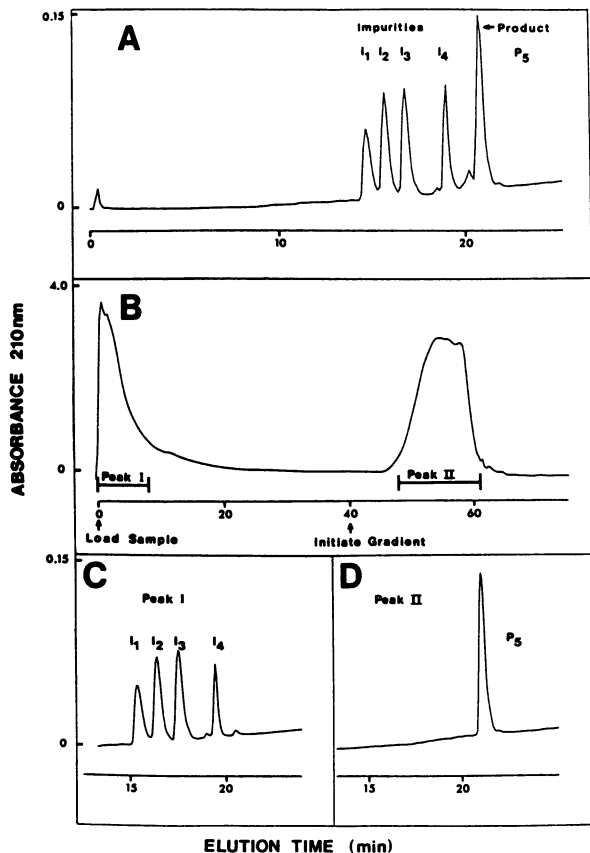 0.15
A
Impurities
←Product
I1 I2 I3 I4 P5
0
0 10 20
4.0
B
0
Peak I
Peak II
0 20 40 60
Load Sample
Initiate Gradient
ABSORBANCE 210nm
0.15
C
Peak I
I1 I2 I3 I4
0
15 20
D
Peak II
P5
15 20
ELUTION TIME (min)